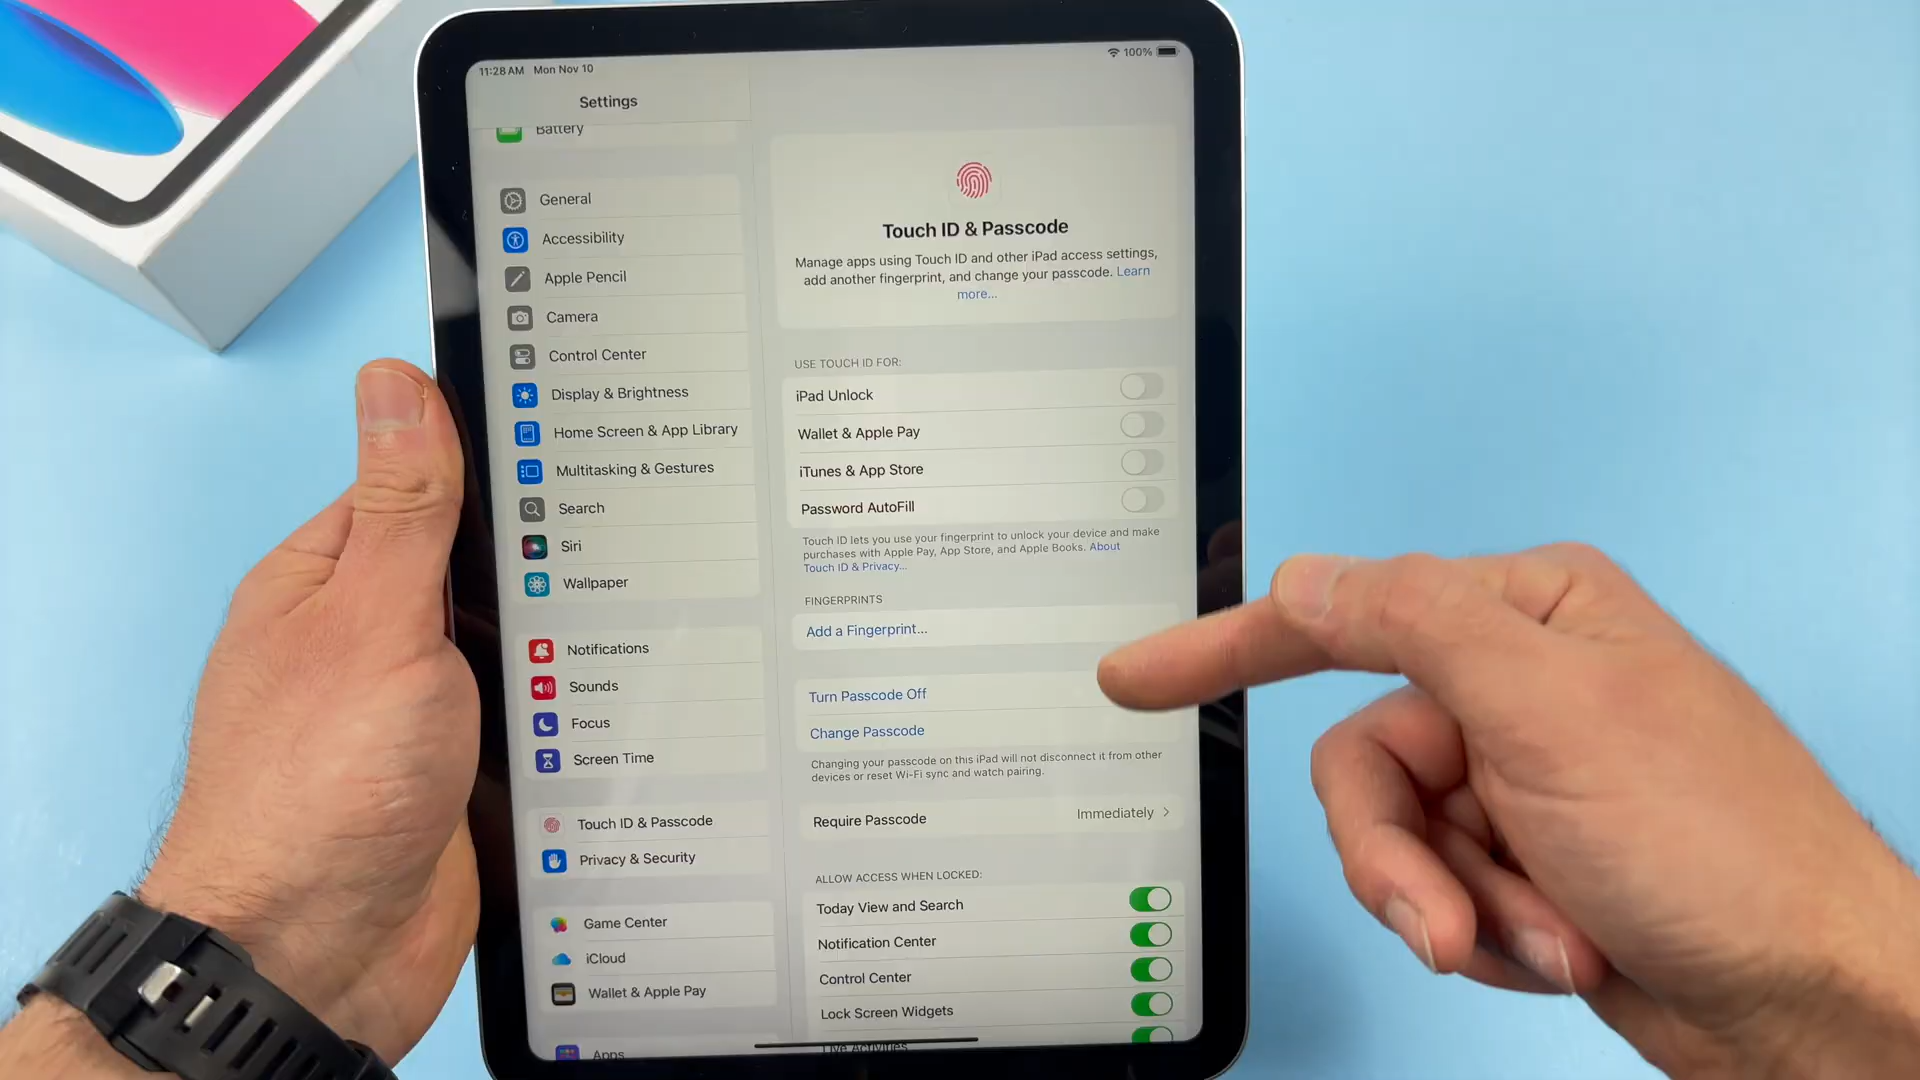 11:28 AM Mon Nov 10
100%
Settings
Battery
General
Accessibility
Apple Pencil
Camera
Control Center
Display & Brightness
Home Screen & App Library
Multitasking & Gestures
Search
Siri
Wallpaper
Notifications
Sounds
Focus
Screen Time
Touch ID & Passcode
Privacy & Security
Game Center
iCloud
Wallet & Apple Pay
Apps
Touch ID & Passcode
Manage apps using Touch ID and other iPad access settings,
add another fingerprint, and change your passcode. Learn
more...
USE TOUCH ID FOR:
iPad Unlock
Wallet & Apple Pay
iTunes & App Store
Password AutoFill
Touch ID lets you use your fingerprint to unlock your device and make
purchases with Apple Pay, App Store, and Apple Books. About
Touch ID & Privacy...
FINGERPRINTS
Add a Fingerprint...
Turn Passcode Off
Change Passcode
Changing your passcode on this iPad will not disconnect it from other
devices or reset Wi-Fi sync and watch pairing.
Require Passcode Immediately
ALLOW ACCESS WHEN LOCKED:
Today View and Search
Notification Center
Control Center
Lock Screen Widgets
Live Activities